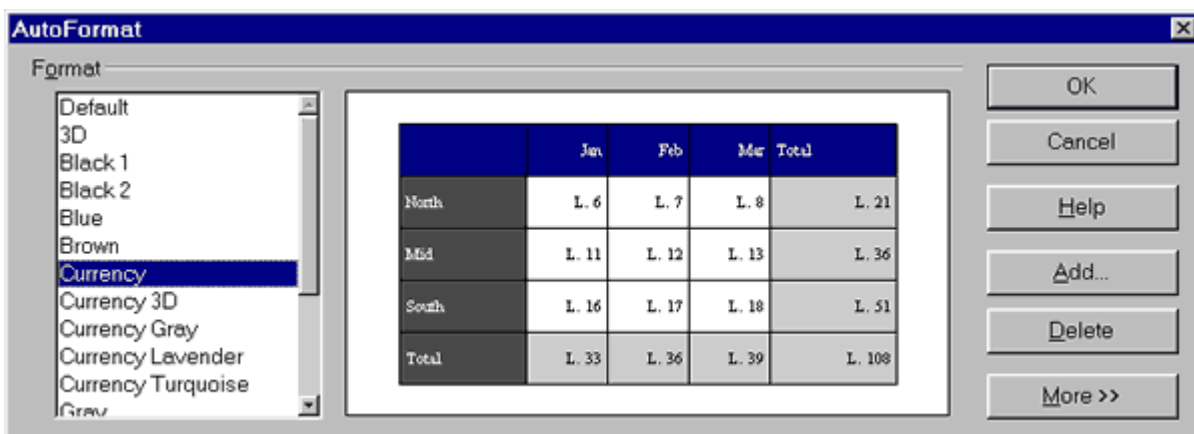 AutoFormat
Format
Default
3D
Black 1
Black 2
Blue
Brown
Currency
Currency 3D
Currency Gray
Currency Lavender
Currency Turquoise
Gray
Jan Feb Mar Total
North L. 6 L. 7 L. 8 L. 21
Mid L. 11 L. 12 L. 13 L. 36
South L. 16 L. 17 L. 18 L. 51
Total L. 33 L. 36 L. 39 L. 108
OK
Cancel
Help
Add...
Delete
More >>